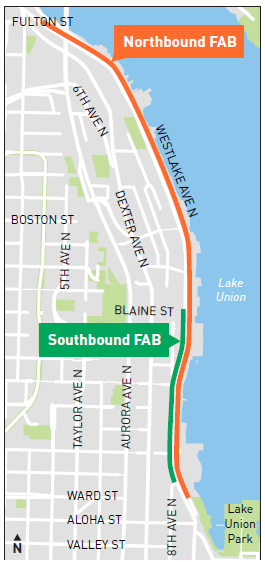 FULTON ST
Northbound FAB
6TH AVE N
WESTLAKE AVE N
DEXTER AVE N
BOSTON ST
5TH AVE N
Lake
Union
BLAINE ST
Southbound FAB
TAYLOR AVE N
AURORA AVE N
WARD ST
8TH AVE N
Lake
Union
Park
ALOHA ST
N
VALLEY ST